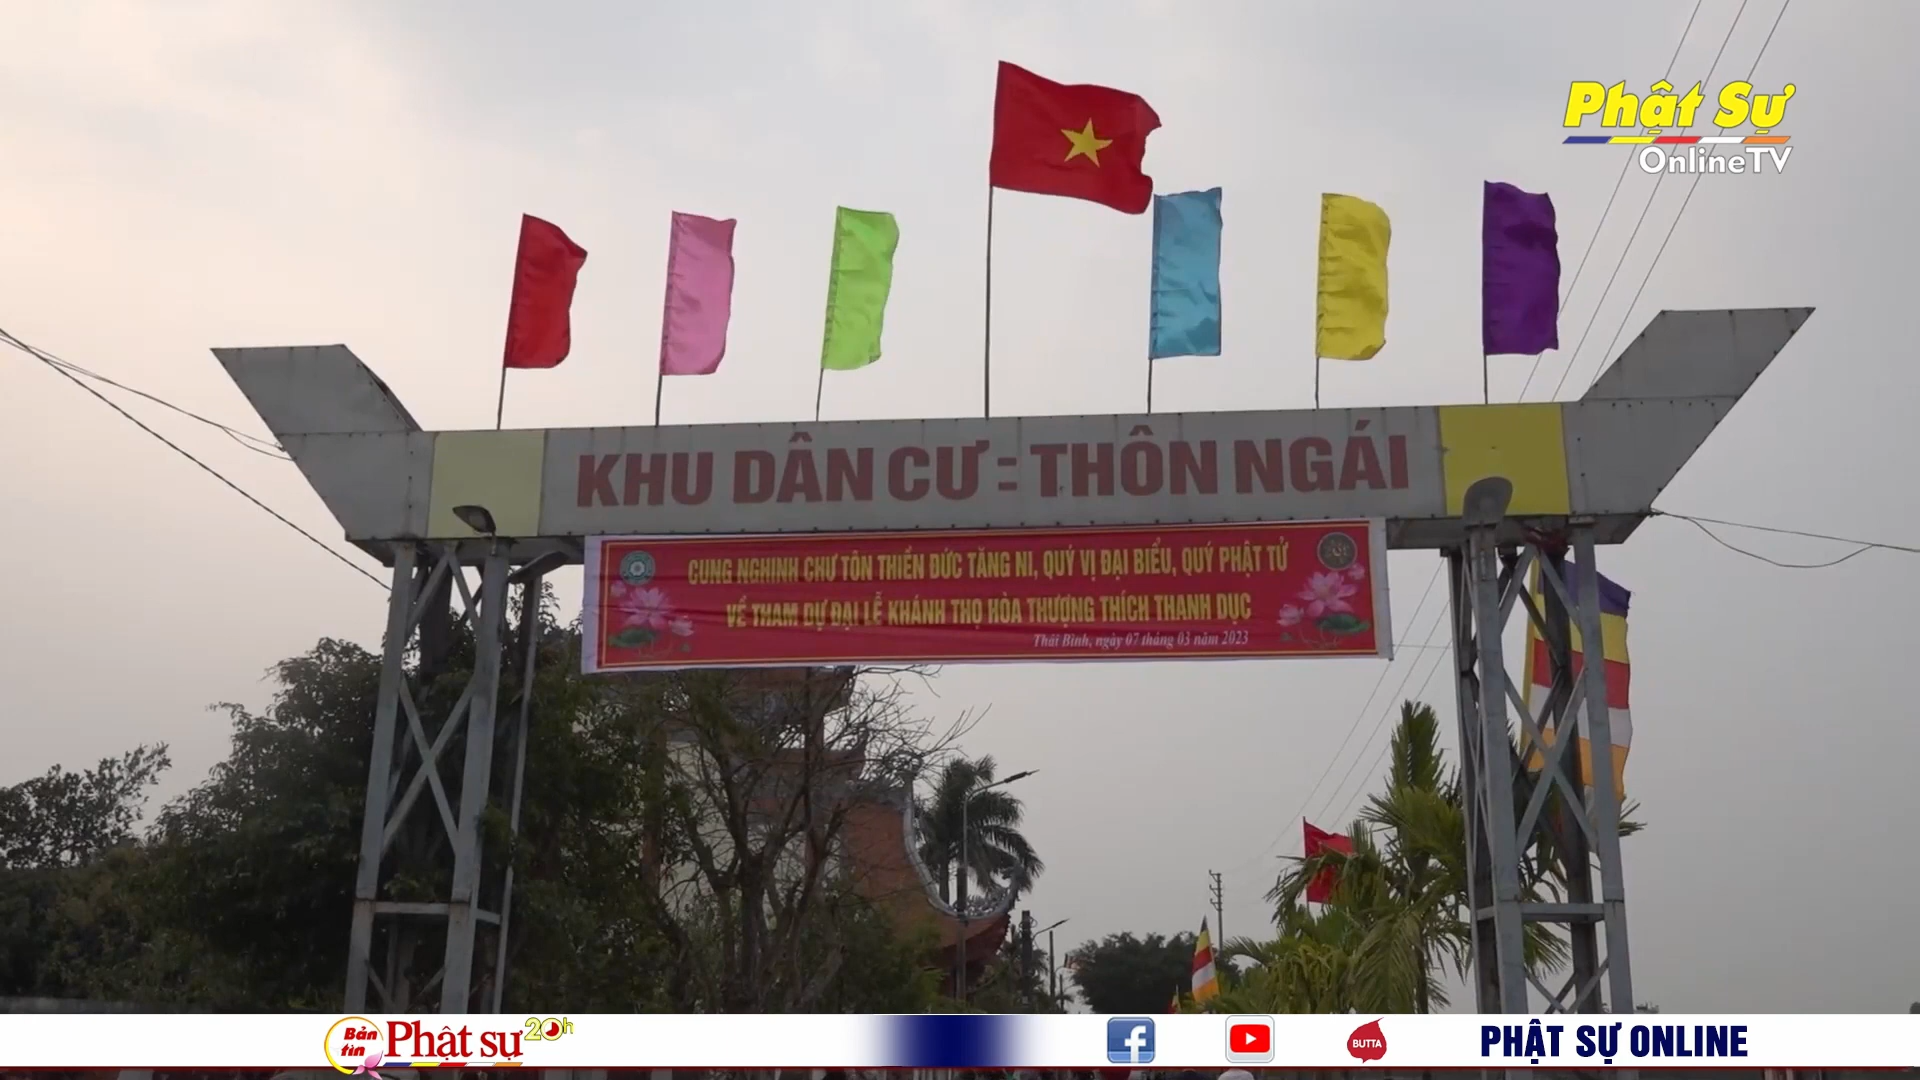 Phật Sự
OnlineTV
KHU DÂN CƯ = THÔN NGÁI
CUNG NGHINH CHƯ TÔN THIỀN ĐỨC TĂNG NI, QUÝ VỊ ĐẠI BIỂU, QUÝ PHẬT TỬ
VỀ THAM DỰ ĐẠI LỄ KHÁNH THỌ HÒA THƯỢNG THÍCH THANH DỤC
Thái Bình, ngày 07 tháng 03 năm 2023
Bản tin Phật sự 20h
BUTTA
PHẬT SỰ ONLINE